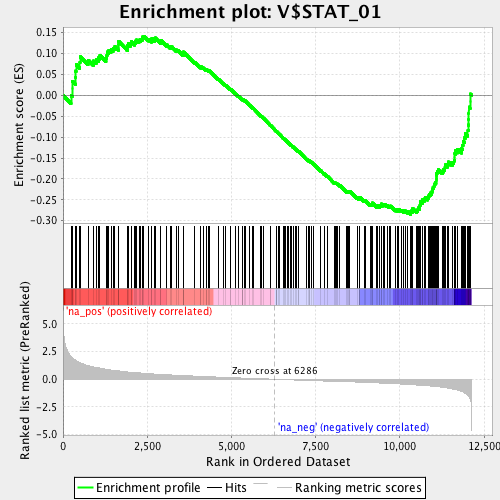 Enrichment plot: V$STAT_01
Enrichment score (ES)
0.15
0.10
0.05
0.00
-0.05
-0.10
-0.15
-0.20
-0.25
-0.30
'na_pos' (positively correlated)
Ranked list metric (PreRanked)
5.0
2.5
0.0
-2.5
-5.0
Zero cross at 6286
'na_neg' (negatively correlated)
0
2,500
5,000
7,500
10,000
12,500
Rank in Ordered Dataset
Enrichment profile
Hits
Ranking metric scores